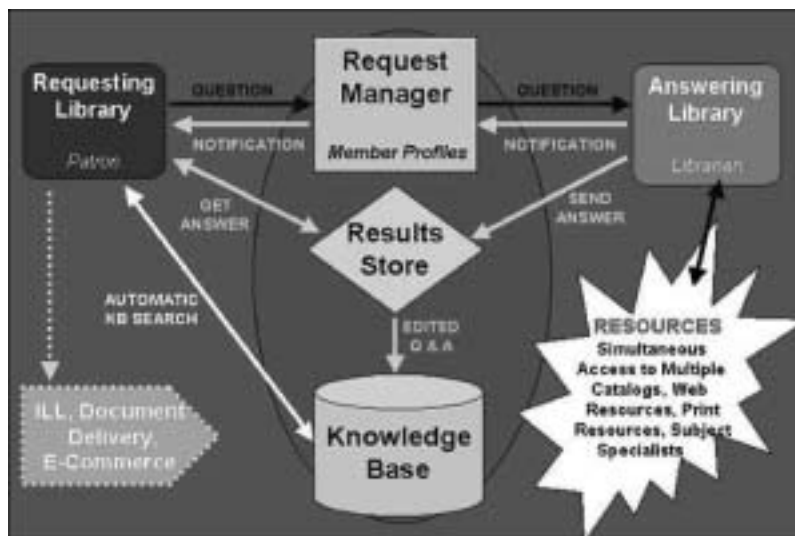 Requesting
Library
Patron
QUESTION
NOTIFICATION
Request
Manager
Member Profiles
QUESTION
NOTIFICATION
Answering
Library
Librarian
GET
ANSWER
Results
Store
SEND
ANSWER
AUTOMATIC
KB SEARCH
EDITED
Q & A
RESOURCES
Simultaneous
Access to Multiple
Catalogs, Web
Resources, Print
Resources, Subject
Specialists
ILL, Document
Delivery,
E-Commerce
Knowledge
Base